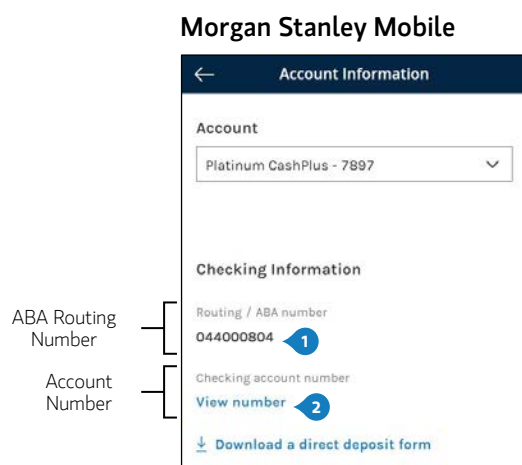 Morgan Stanley Mobile
Account Information
Account
Platinum CashPlus - 7897
Checking Information
ABA Routing
Number
Routing / ABA number
044000804
1
Account
Number
Checking account number
View number
2
Download a direct deposit form